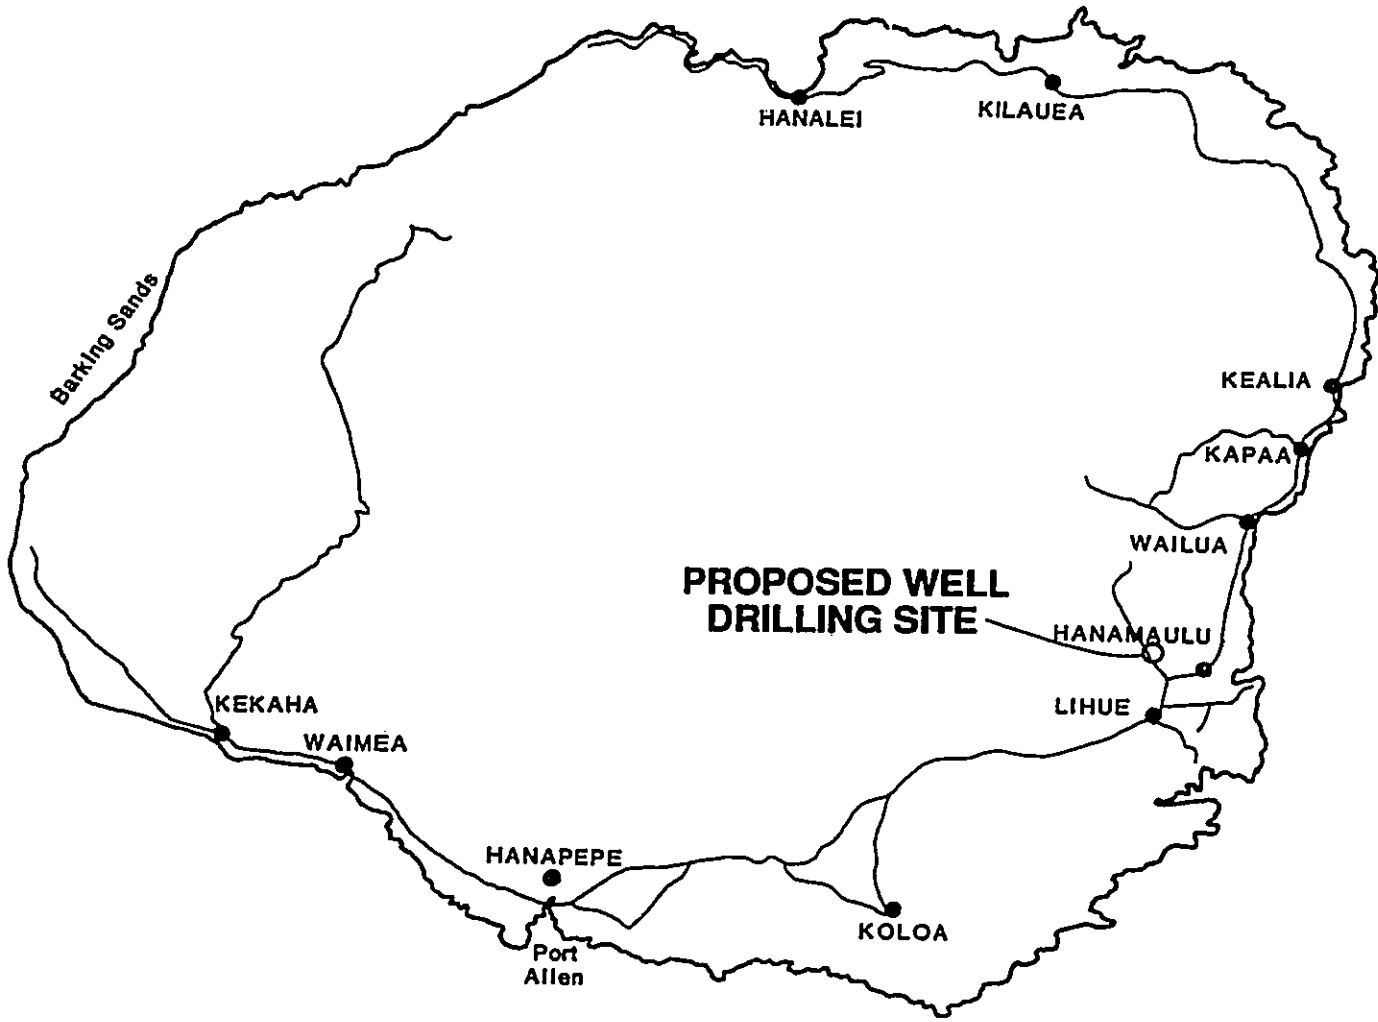 HANALEI
KILAUEA
Barking Sands
KEALIA
KAPAA
WAILUA
PROPOSED WELL
DRILLING SITE
HANAMAULU
LIHUE
KEKAHA
WAIMEA
HANAPEPE
KOLOA
Port
Allen